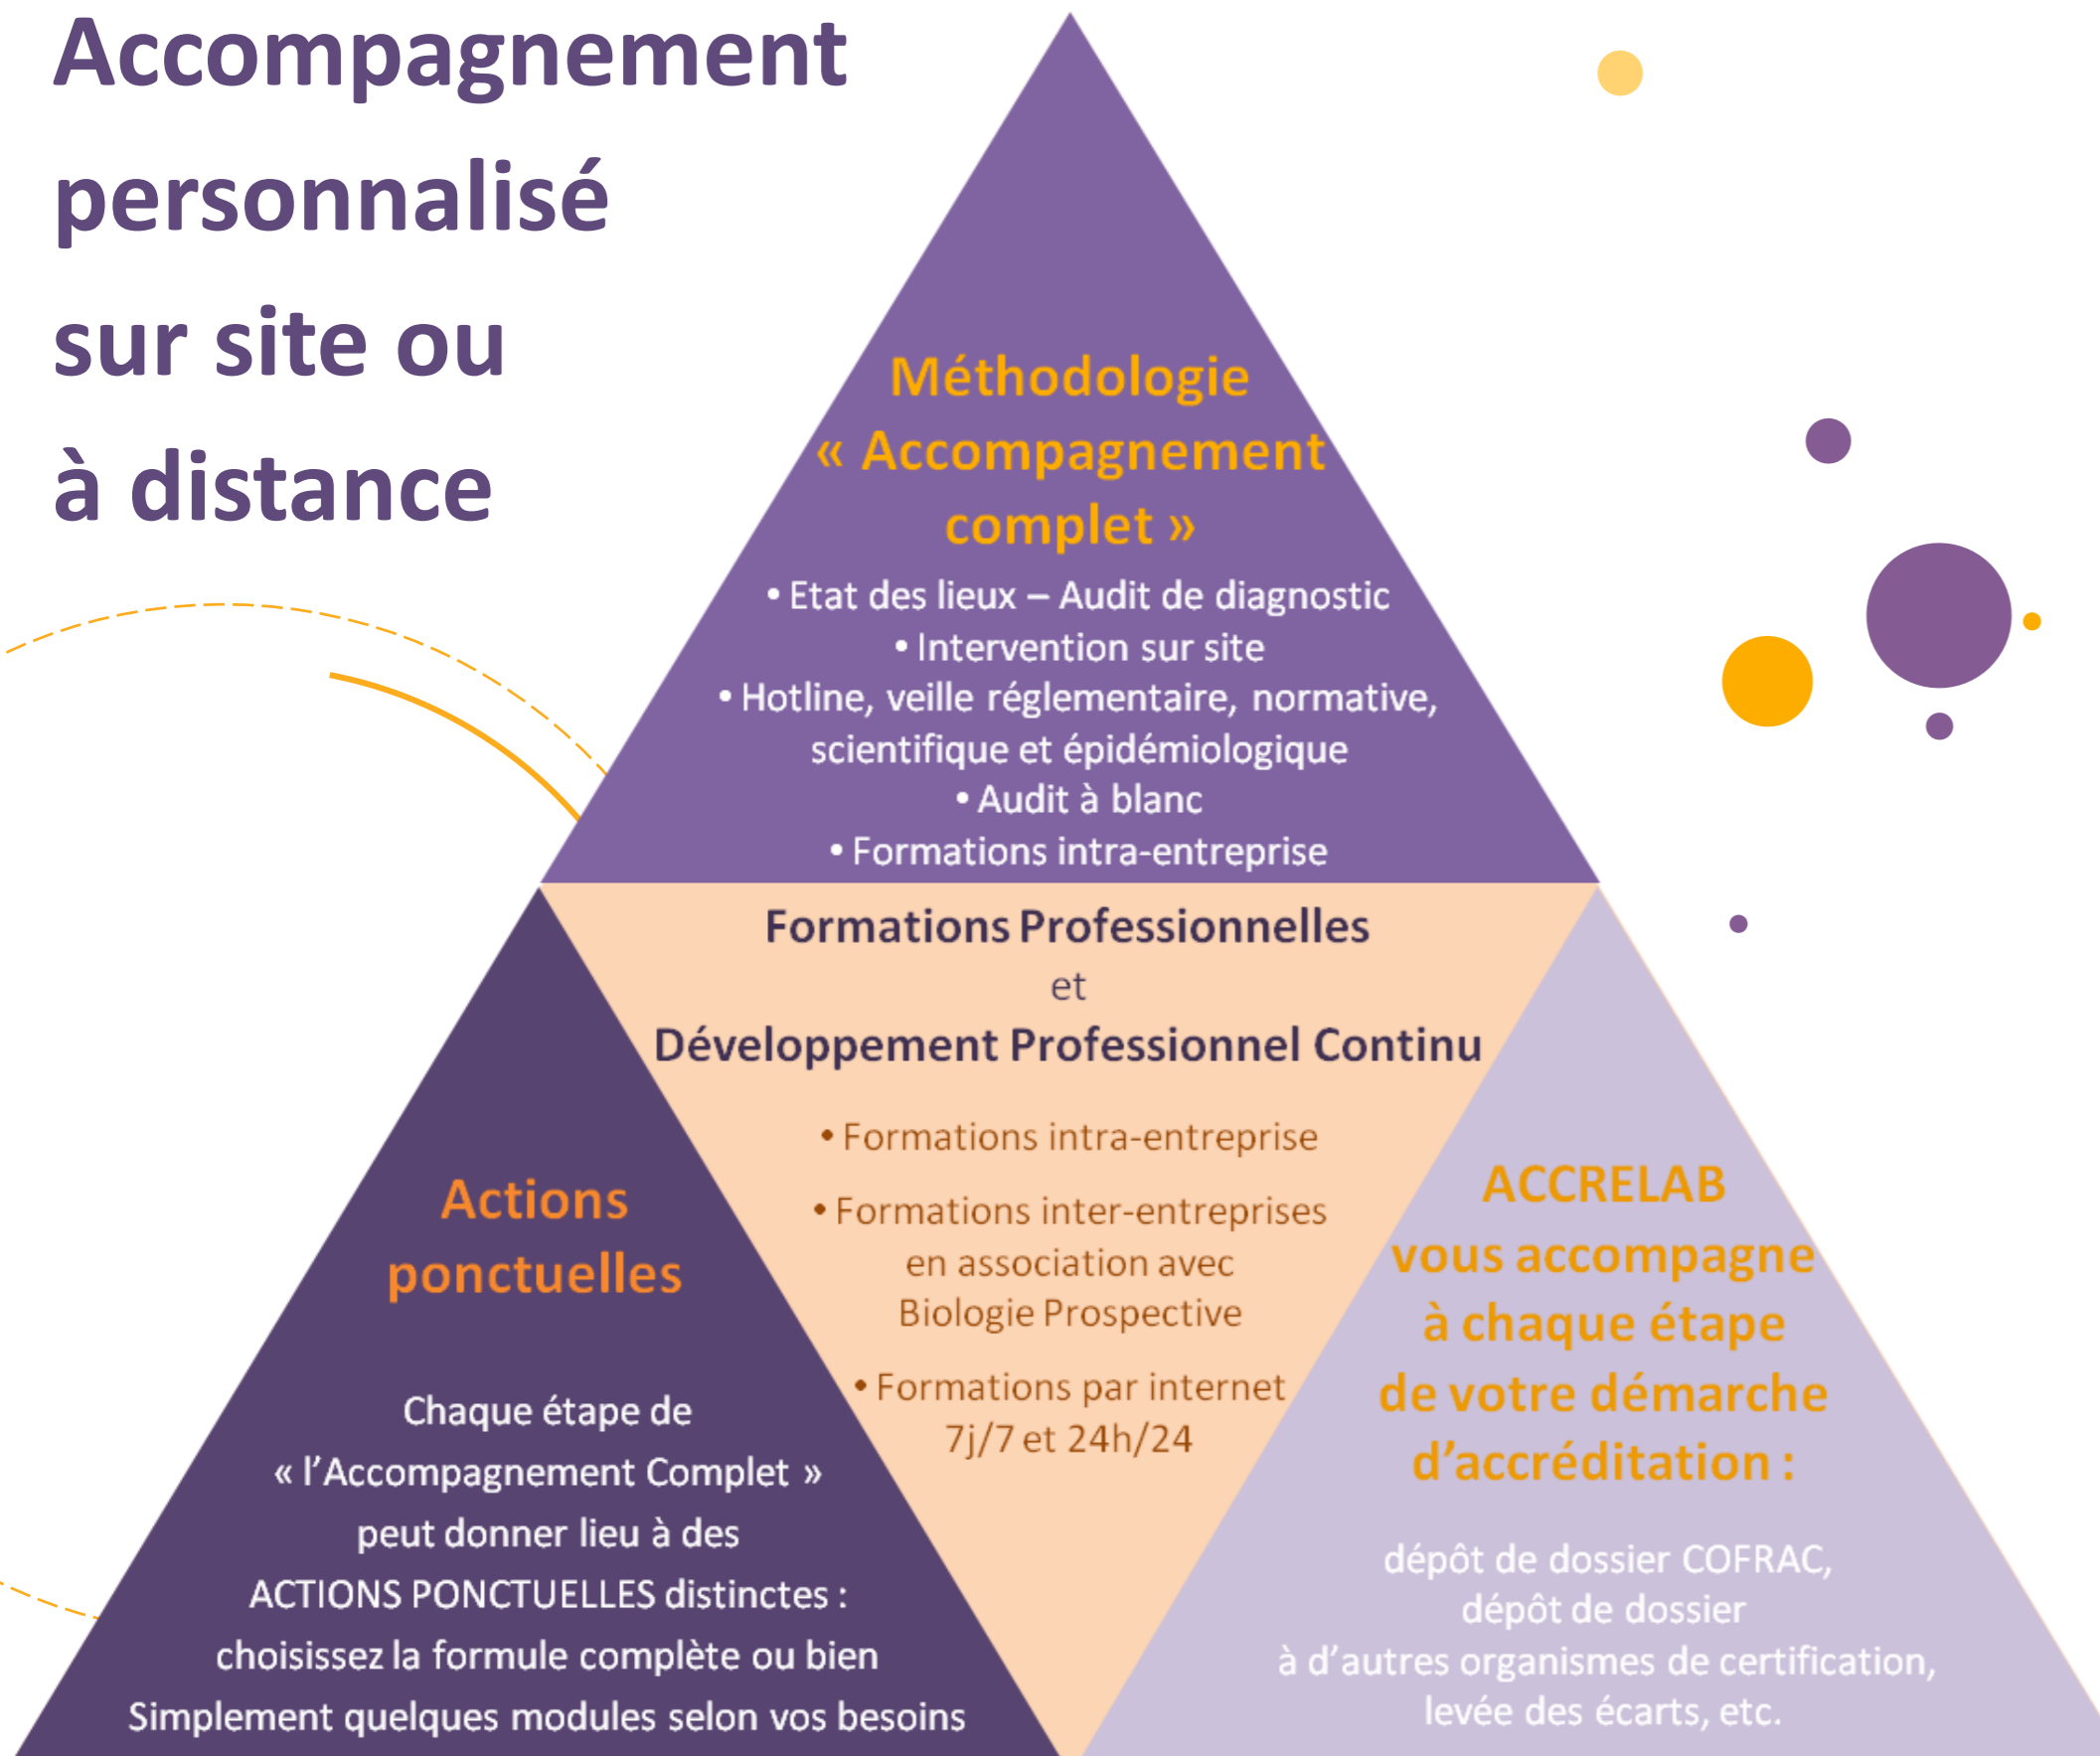 Accompagnement
personnalisé
sur site ou
à distance
Méthodologie
« Accompagnement
complet »
• Etat des lieux – Audit de diagnostic
• Intervention sur site
• Hotline, veille réglementaire, normative,
scientifique et épidémiologique
• Audit à blanc
• Formations intra-entreprise
Formations Professionnelles
et
Développement Professionnel Continu
• Formations intra-entreprise
• Formations inter-entreprises
en association avec
Biologie Prospective
• Formations par internet
7j/7 et 24h/24
Actions
ponctuelles
Chaque étape de
« l’Accompagnement Complet »
peut donner lieu à des
ACTIONS PONCTUELLES distinctes :
choisissez la formule complète ou bien
Simplement quelques modules selon vos besoins
ACCRELAB
vous accompagne
à chaque étape
de votre démarche
d’accréditation :
dépôt de dossier COFRAC,
dépôt de dossier
à d’autres organismes de certification,
levée des écarts, etc.